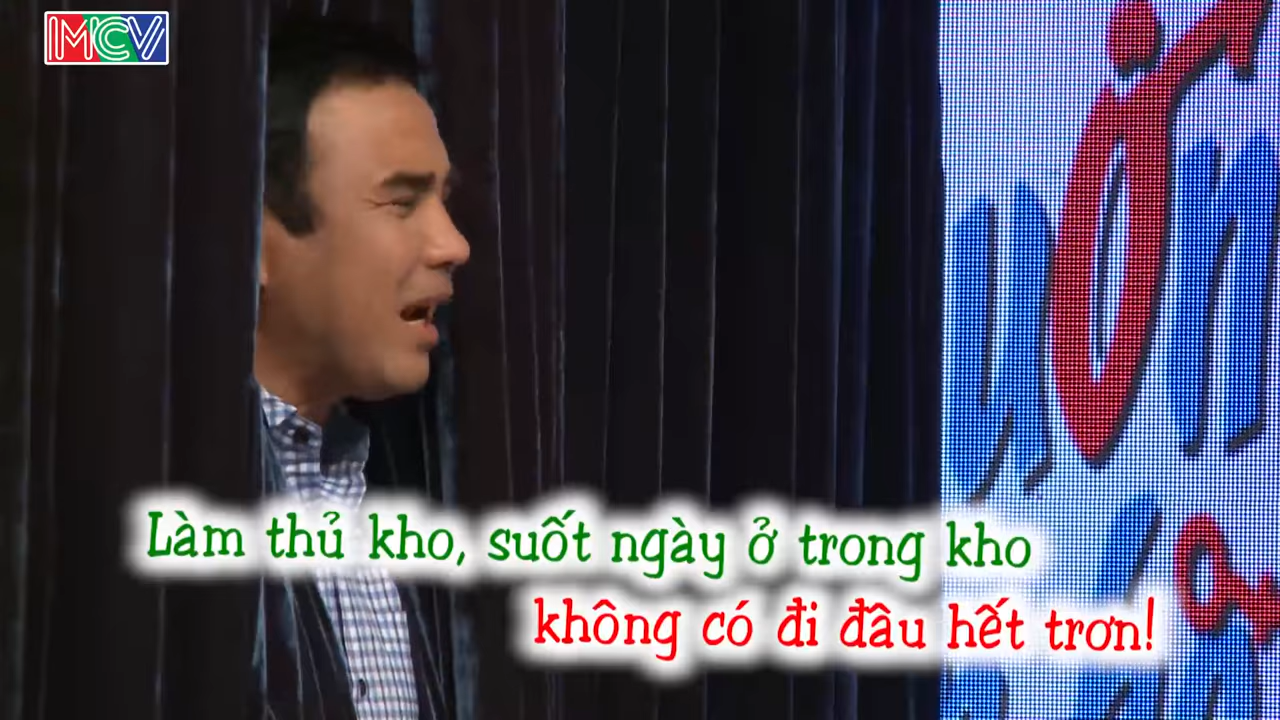 MCV
Làm thủ kho, suốt ngày ở trong kho
không có đi đâu hết trơn!